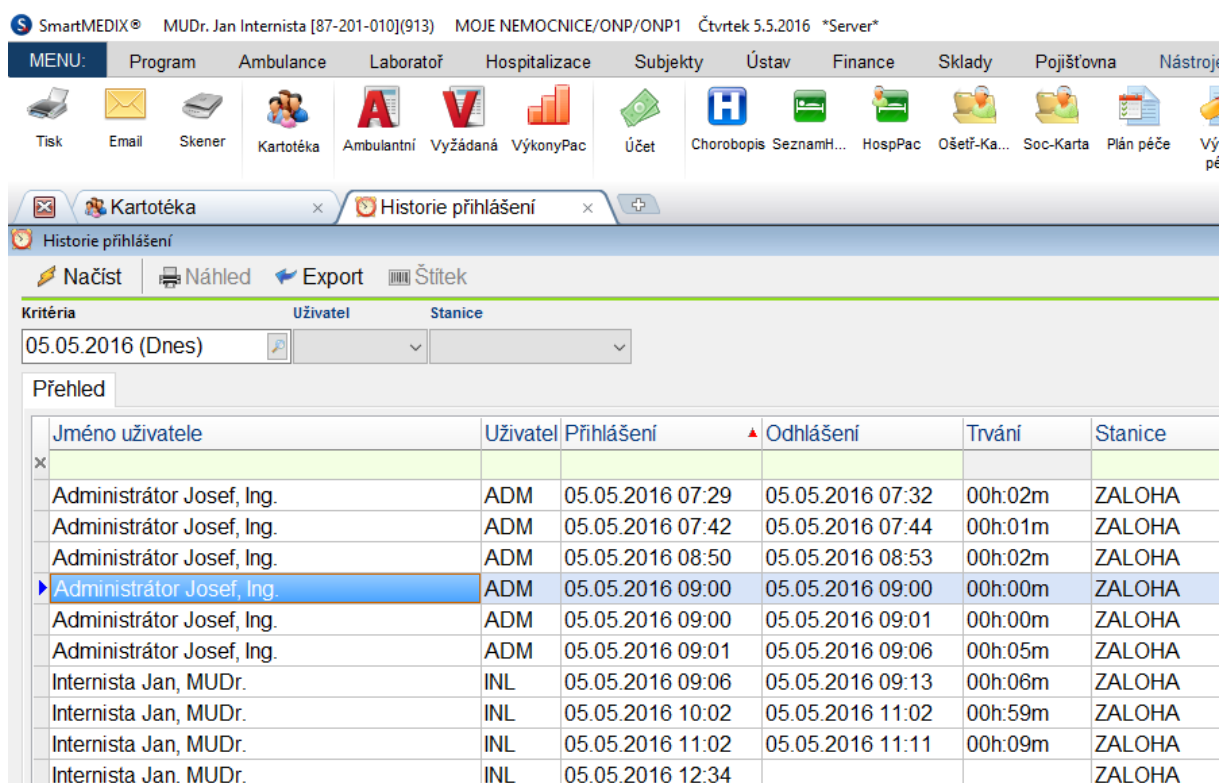 SmartMEDIX® MUDr. Jan Internista [87-201-010](913) MOJE NEMOCNICE/ONP/ONP1 Čtvrtek 5.5.2016 *Server*
MENU: Program Ambulance Laboratoř Hospitalizace Subjekty Ústav Finance Sklady Pojišťovna Nástroje
Tisk Email Skener Kartotéka Ambulantní Vyžádaná VýkonyPac Účet Chorobopis SeznamH... HospPac Ošetř-Ka... Soc-Karta Plán péče
Kartotéka Historie přihlášení
Historie přihlášení
Načíst Náhled Export Štítek
Kritéria Uživatel Stanice
05.05.2016 (Dnes)
Přehled
Jméno uživatele Uživatel Přihlášení Odhlášení Trvání Stanice
Administrátor Josef, Ing. ADM 05.05.2016 07:29 05.05.2016 07:32 00h:02m ZALOHA
Administrátor Josef, Ing. ADM 05.05.2016 07:42 05.05.2016 07:44 00h:01m ZALOHA
Administrátor Josef, Ing. ADM 05.05.2016 08:50 05.05.2016 08:53 00h:02m ZALOHA
Administrátor Josef, Ing. ADM 05.05.2016 09:00 05.05.2016 09:00 00h:00m ZALOHA
Administrátor Josef, Ing. ADM 05.05.2016 09:00 05.05.2016 09:01 00h:00m ZALOHA
Administrátor Josef, Ing. ADM 05.05.2016 09:01 05.05.2016 09:06 00h:05m ZALOHA
Internista Jan, MUDr. INL 05.05.2016 09:06 05.05.2016 09:13 00h:06m ZALOHA
Internista Jan, MUDr. INL 05.05.2016 10:02 05.05.2016 11:02 00h:59m ZALOHA
Internista Jan, MUDr. INL 05.05.2016 11:02 05.05.2016 11:11 00h:09m ZALOHA
Internista Jan, MUDr. INL 05.05.2016 12:34 ZALOHA